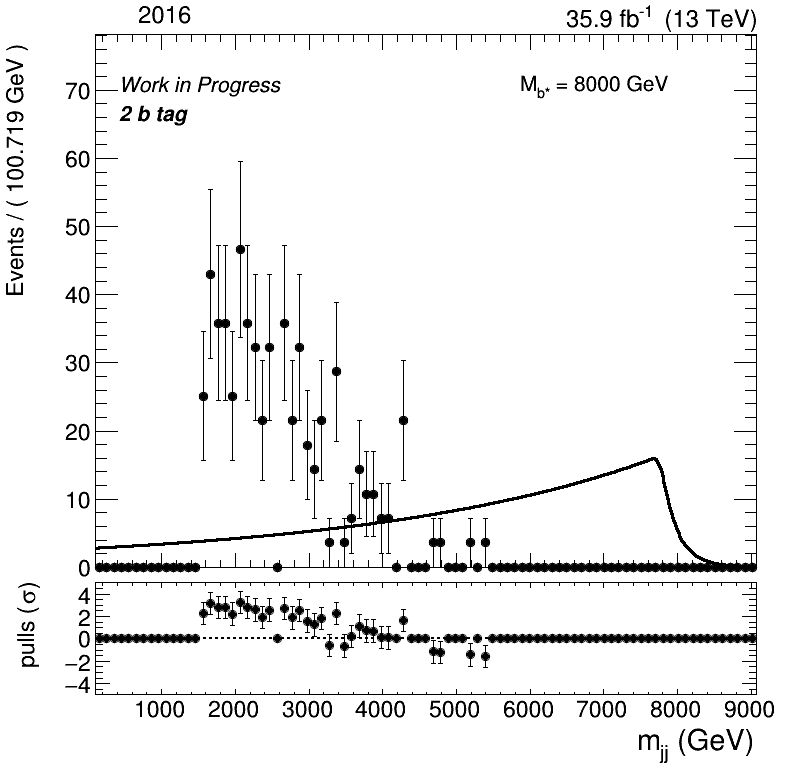 2016
35.9 fb⁻¹ (13 TeV)
Events / ( 100.719 GeV )
Work in Progress
2 b tag
M_b* = 8000 GeV
70
60
50
40
30
20
10
0
pulls (σ)
4
2
0
−2
−4
1000 2000 3000 4000 5000 6000 7000 8000 9000
m_jj (GeV)